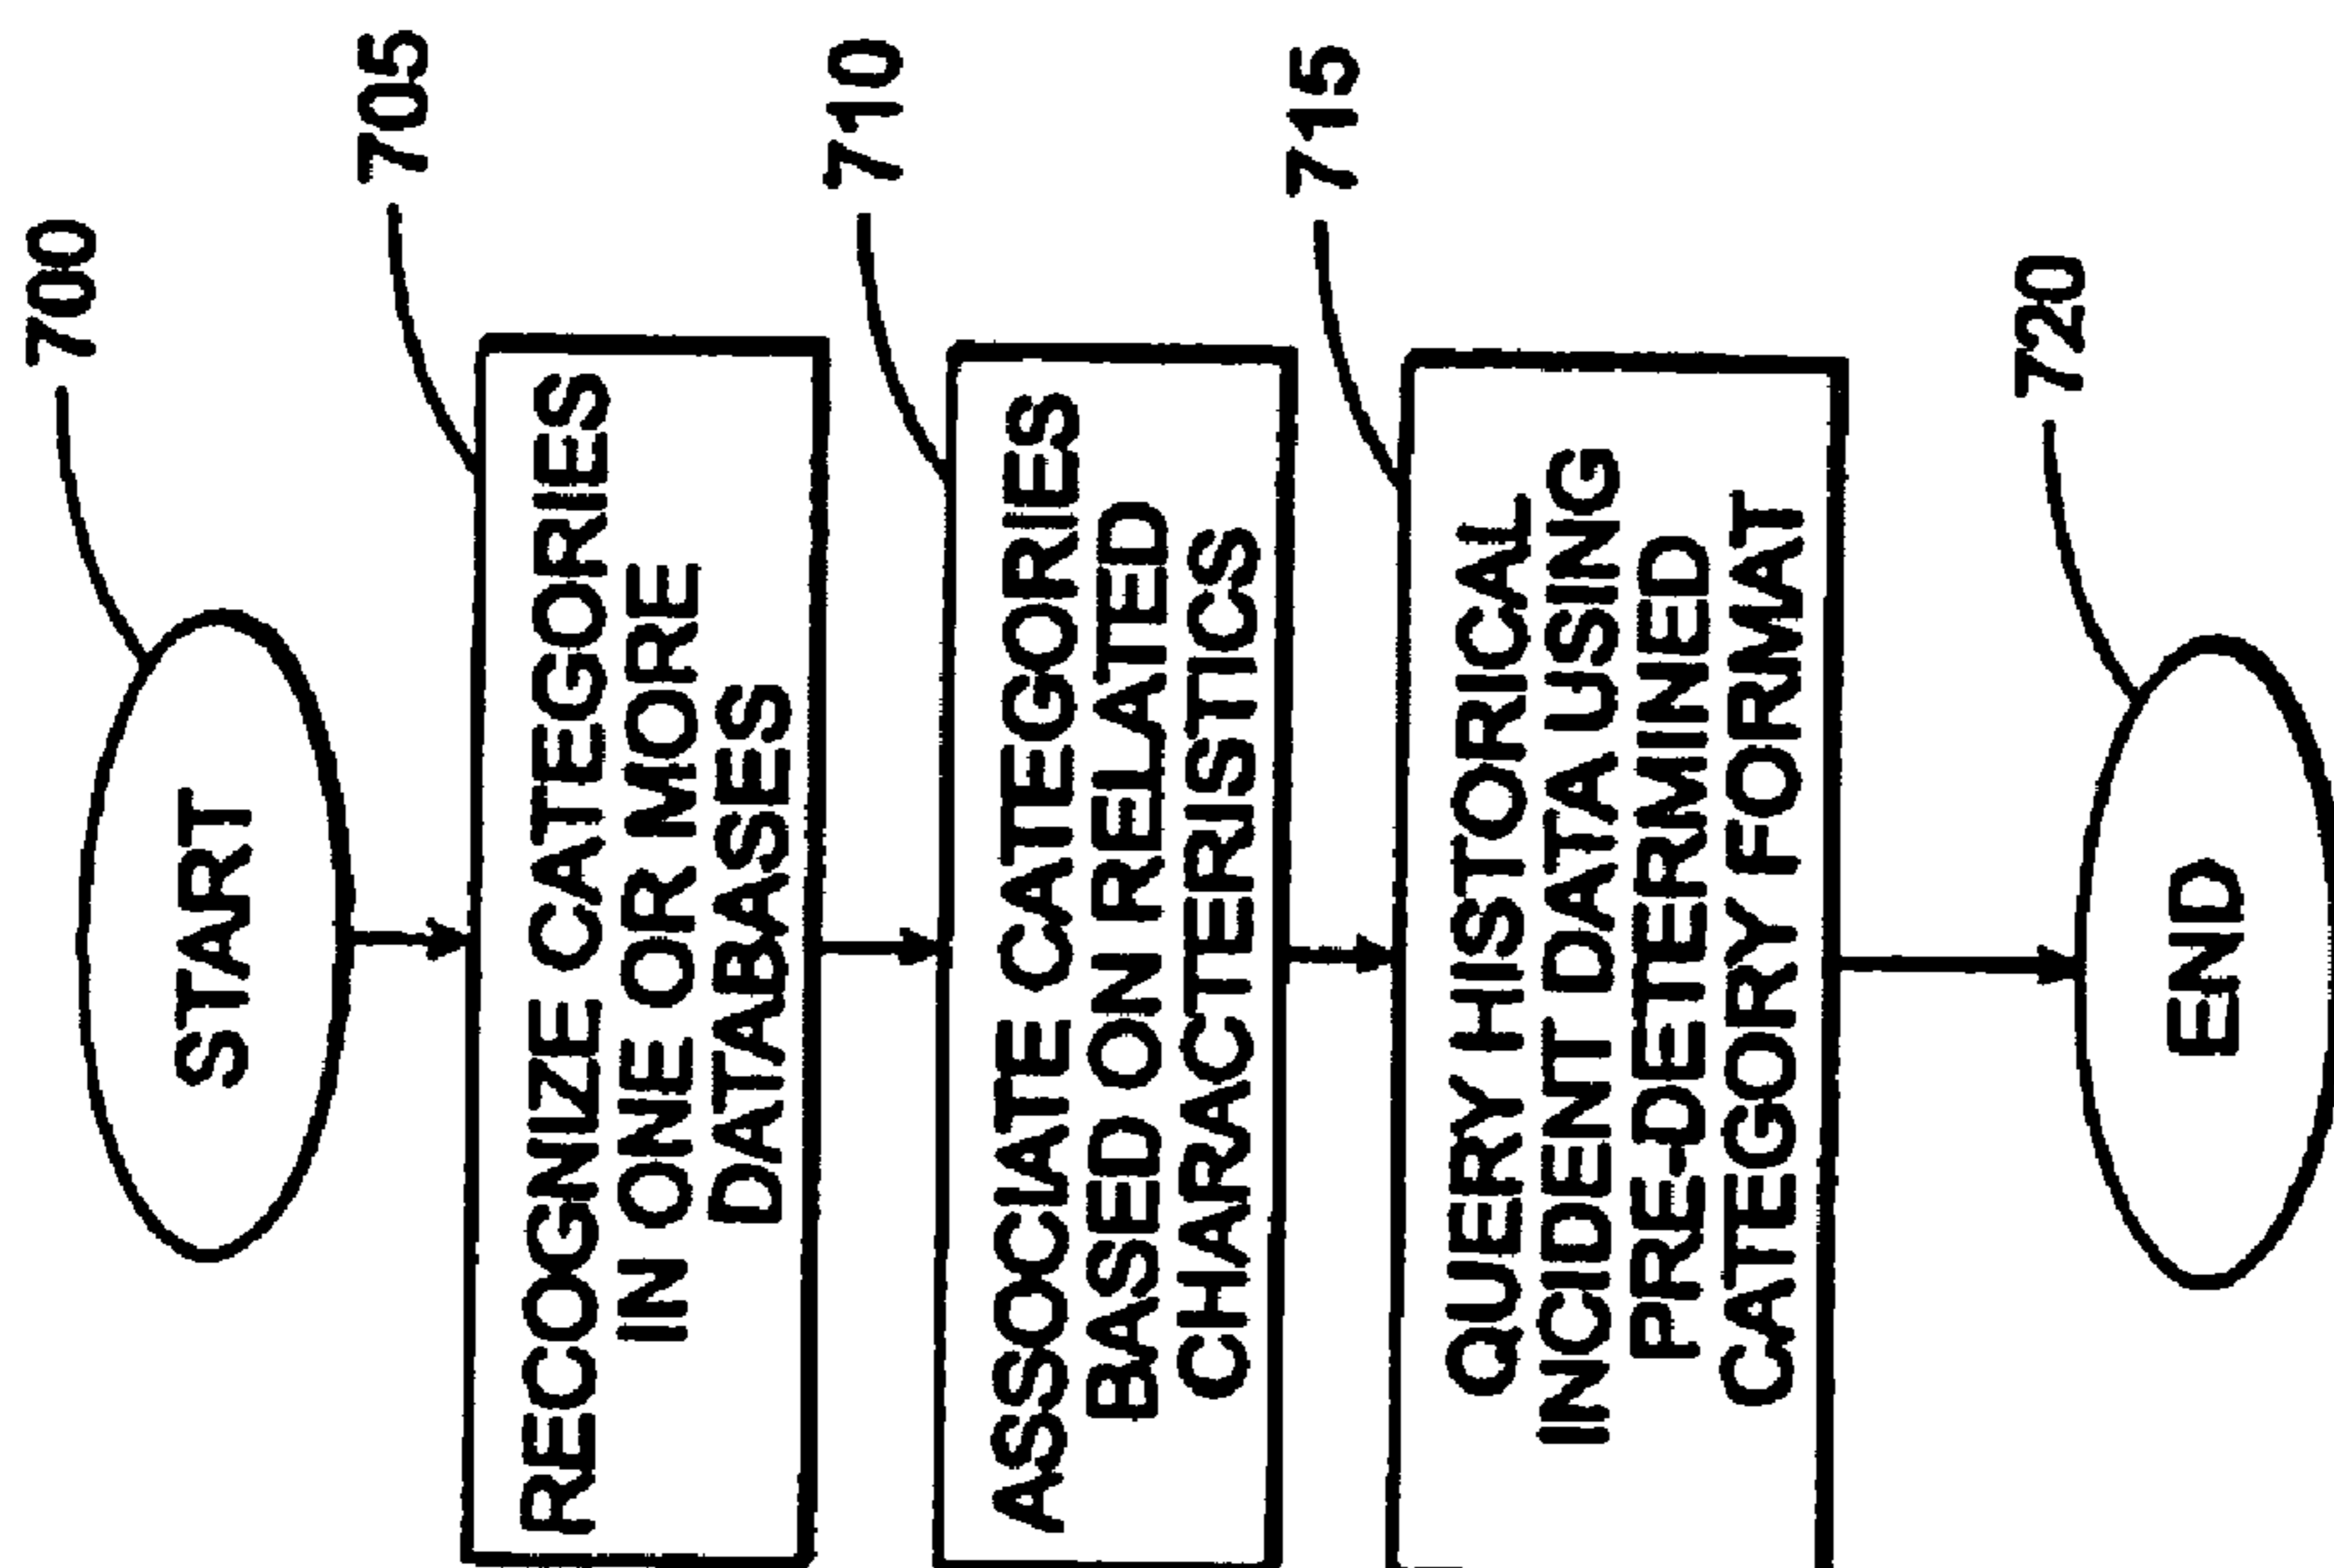 700
START
705
RECOGNIZE CATEGORIES
IN ONE OR MORE
DATABASES
710
ASSOCIATE CATEGORIES
BASED ON RELATED
CHARACTERISTICS
715
QUERY HISTORICAL
INCIDENT DATA USING
PRE-DETERMINED
CATEGORY FORMAT
720
END